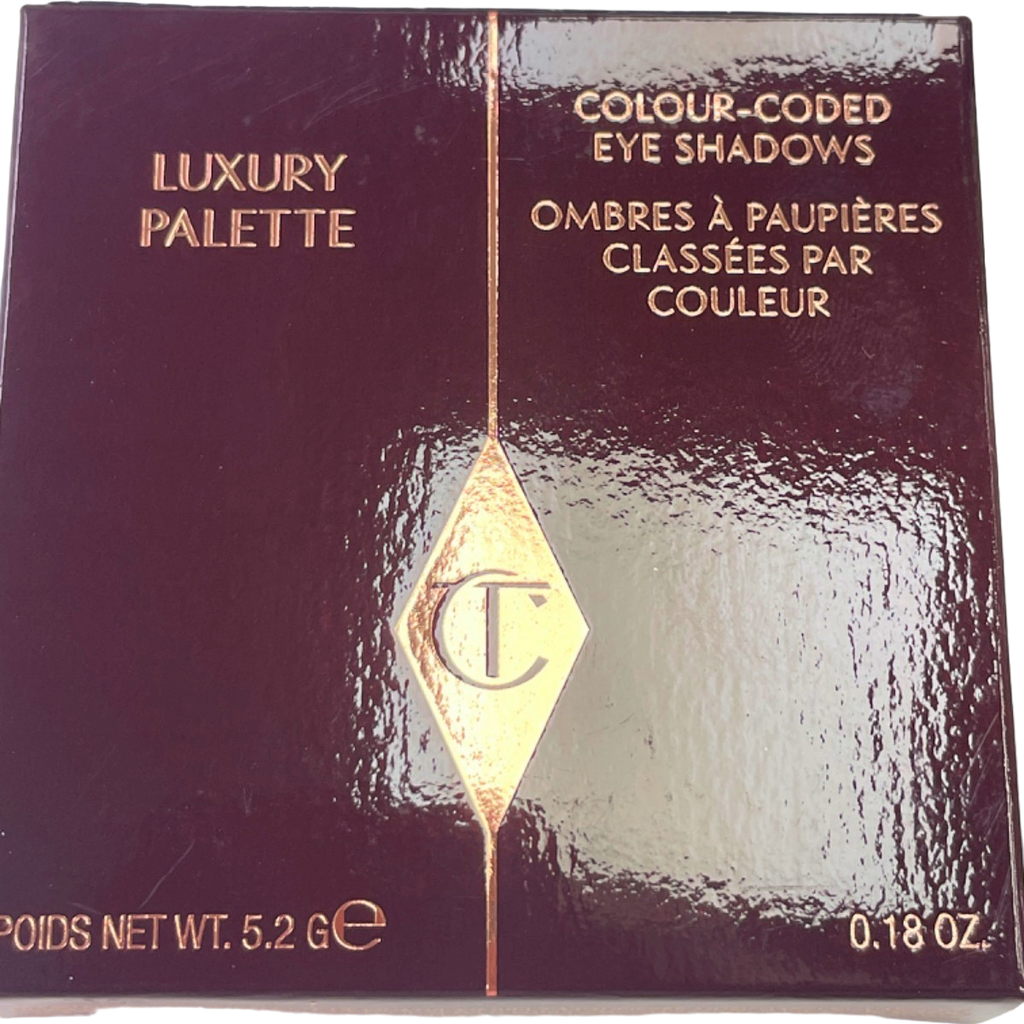 LUXURY
PALETTE
COLOUR-CODED
EYE SHADOWS
OMBRES À PAUPIÈRES
CLASSÉES PAR
COULEUR
CT
POIDS NET WT. 5.2 G℮
0.18 OZ.